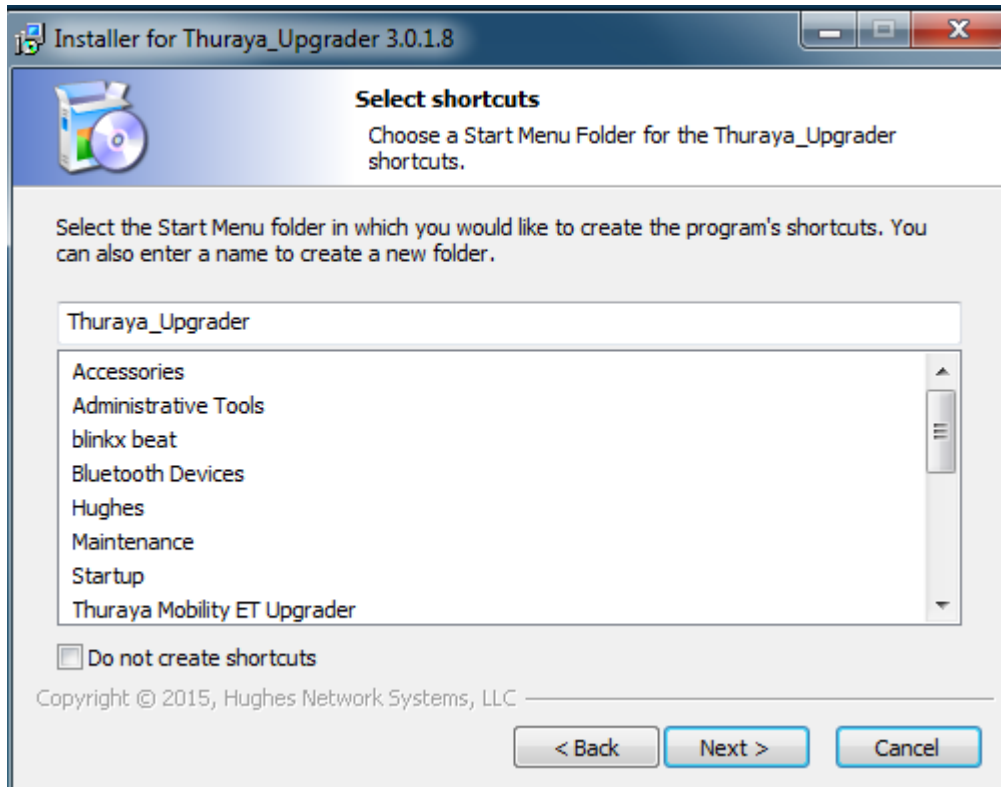 Installer for Thuraya_Upgrader 3.0.1.8
Select shortcuts
Choose a Start Menu Folder for the Thuraya_Upgrader
shortcuts.
Select the Start Menu folder in which you would like to create the program's shortcuts. You
can also enter a name to create a new folder.
Thuraya_Upgrader
Accessories
Administrative Tools
blinkx beat
Bluetooth Devices
Hughes
Maintenance
Startup
Thuraya Mobility ET Upgrader
Do not create shortcuts
Copyright © 2015, Hughes Network Systems, LLC
< Back Next > Cancel